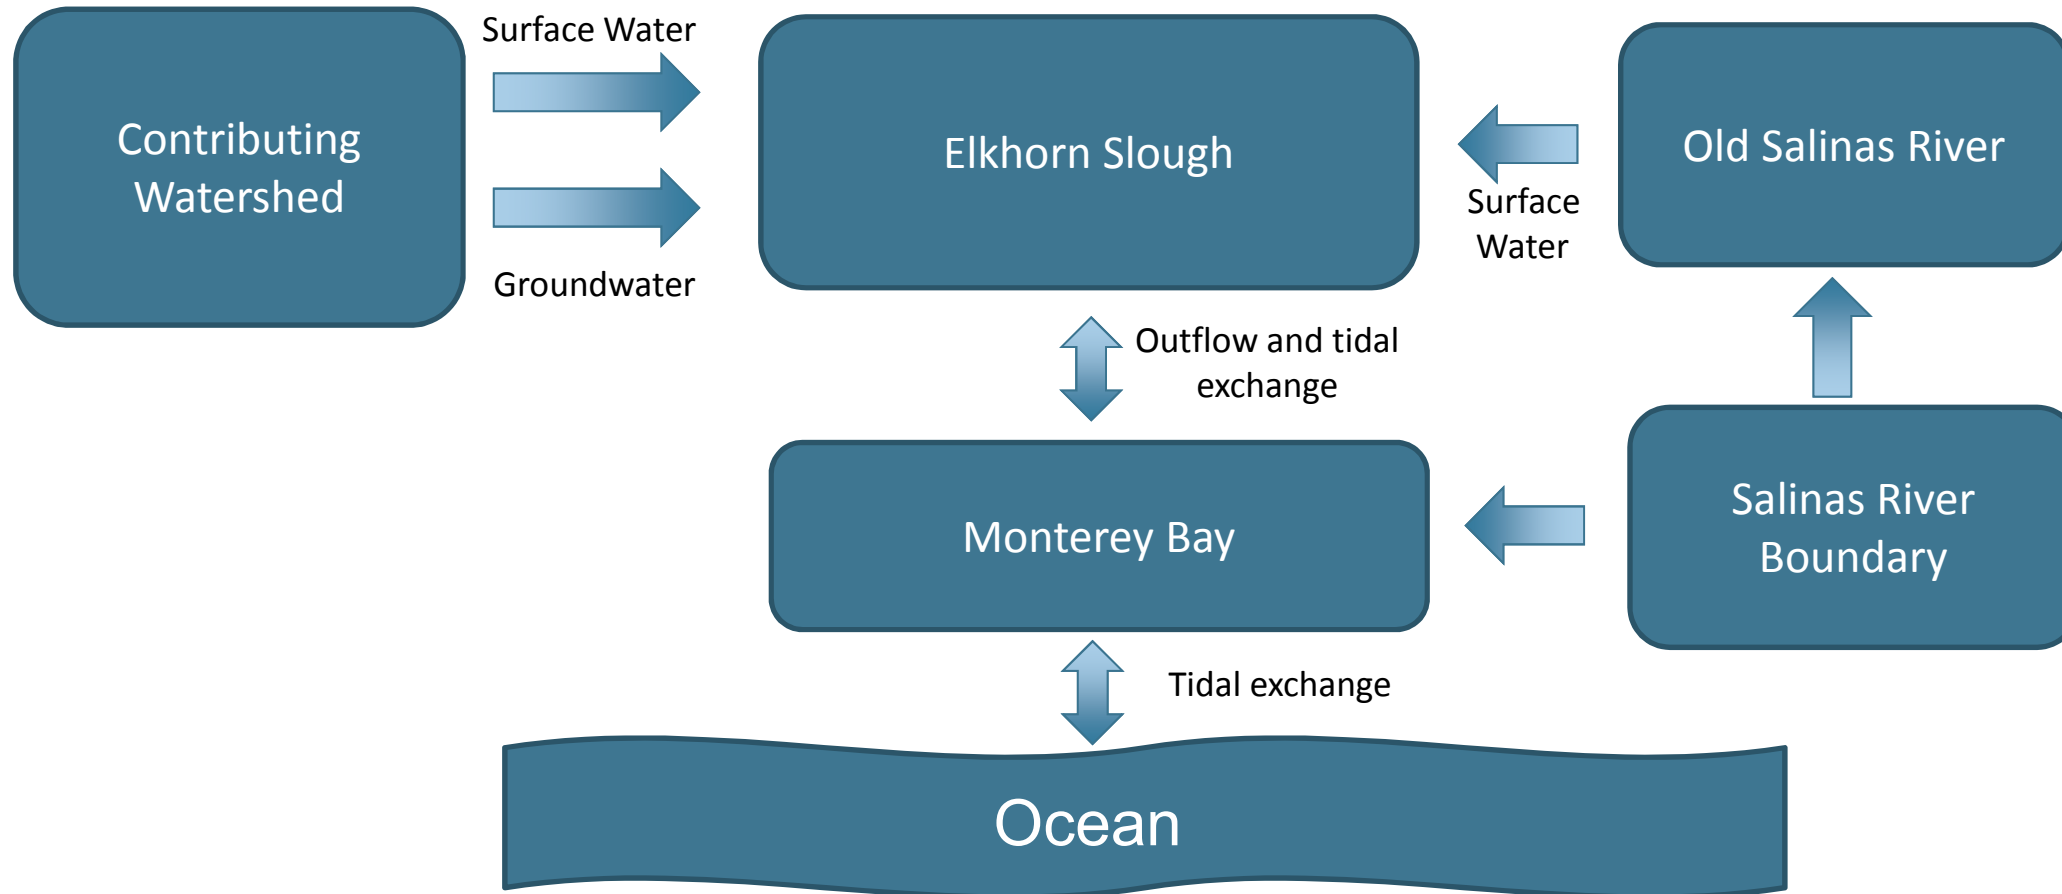 Surface Water
Contributing
Watershed
Groundwater
Elkhorn Slough
Surface
Water
Old Salinas River
Outflow and tidal
exchange
Monterey Bay
Salinas River
Boundary
Tidal exchange
Ocean